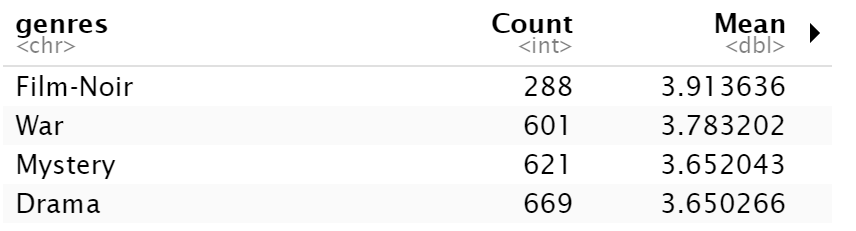 genres Count Mean
<chr> <int> <dbl>
Film-Noir 288 3.913636
War 601 3.783202
Mystery 621 3.652043
Drama 669 3.650266